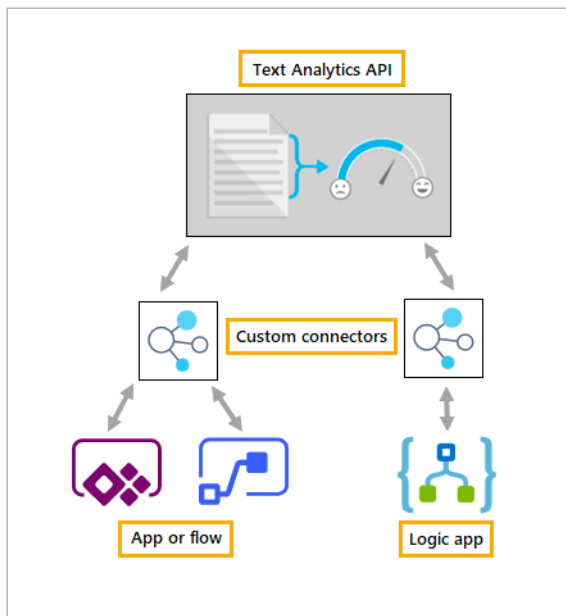 Text Analytics API
Custom connectors
App or flow
Logic app